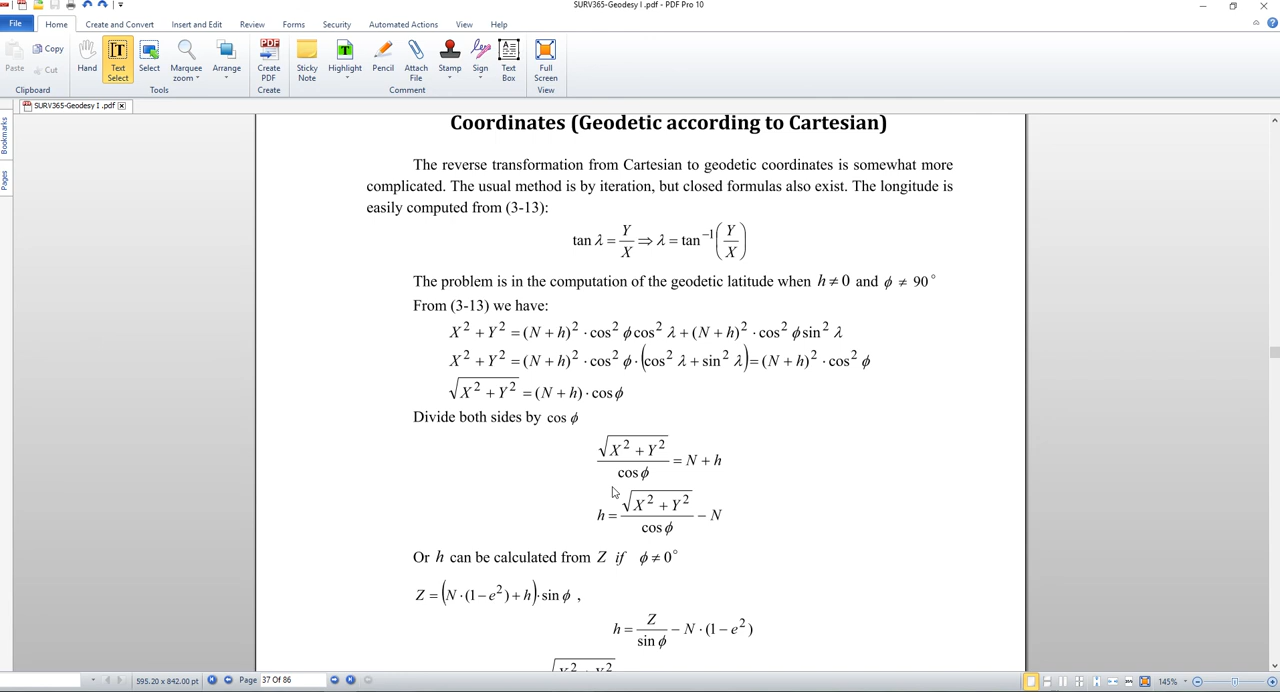 SURV365-Geodesy I .pdf - PDF Pro 10
File Home Create and Convert Insert and Edit Review Forms Security Automated Actions View Help
Paste Copy Cut Hand Text Select Select Marquee zoom Arrange Create PDF Sticky Note Highlight Pencil Attach File Stamp Sign Text Box Full Screen
Clipboard Tools Create Comment View
SURV365-Geodesy I .pdf
Bookmarks
Pages
Coordinates (Geodetic according to Cartesian)
The reverse transformation from Cartesian to geodetic coordinates is somewhat more
complicated. The usual method is by iteration, but closed formulas also exist. The longitude is
easily computed from (3-13):
tan λ = Y/X ⇒ λ = tan⁻¹(Y/X)
The problem is in the computation of the geodetic latitude when h ≠ 0 and ϕ ≠ 90°
From (3-13) we have:
X² + Y² = (N + h)² · cos² ϕ cos² λ + (N + h)² · cos² ϕ sin² λ
X² + Y² = (N + h)² · cos² ϕ · (cos² λ + sin² λ) = (N + h)² · cos² ϕ
√(X² + Y²) = (N + h) · cos ϕ
Divide both sides by cos ϕ
√(X² + Y²) / cos ϕ = N + h
h = √(X² + Y²) / cos ϕ − N
Or h can be calculated from Z if ϕ ≠ 0°
Z = (N · (1 − e²) + h) · sin ϕ ,
h = Z / sin ϕ − N · (1 − e²)
595.20 x 842.00 pt Page 37 Of 86 145%